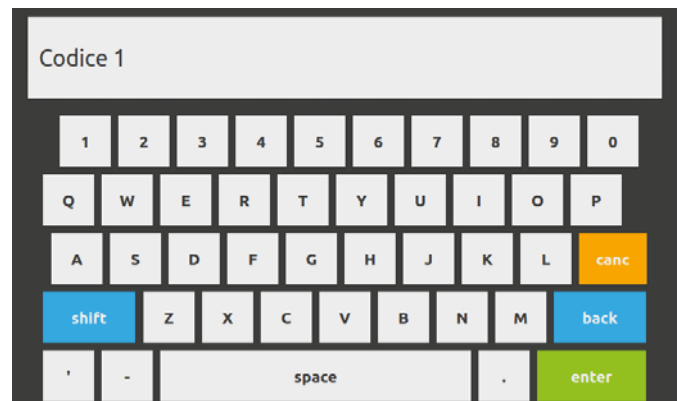 Codice 1
1 2 3 4 5 6 7 8 9 0
Q W E R T Y U I O P
A S D F G H J K L canc
shift Z X C V B N M back
' - space . enter